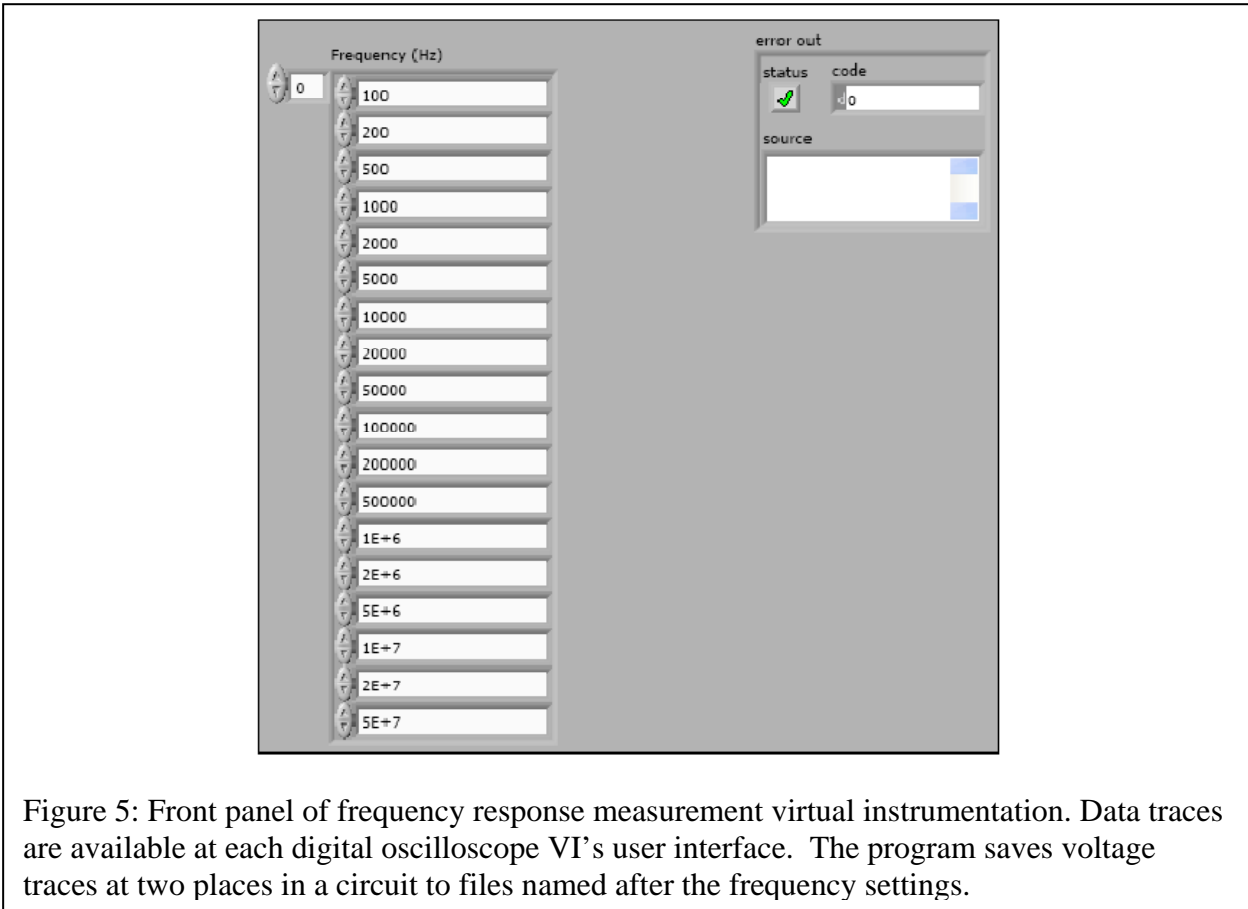 Frequency (Hz)
0
100
200
500
1000
2000
5000
10000
20000
50000
100000
200000
500000
1E+6
2E+6
5E+6
1E+7
2E+7
5E+7
error out
status
code
0
source
Figure 5: Front panel of frequency response measurement virtual instrumentation. Data traces
are available at each digital oscilloscope VI's user interface. The program saves voltage
traces at two places in a circuit to files named after the frequency settings.